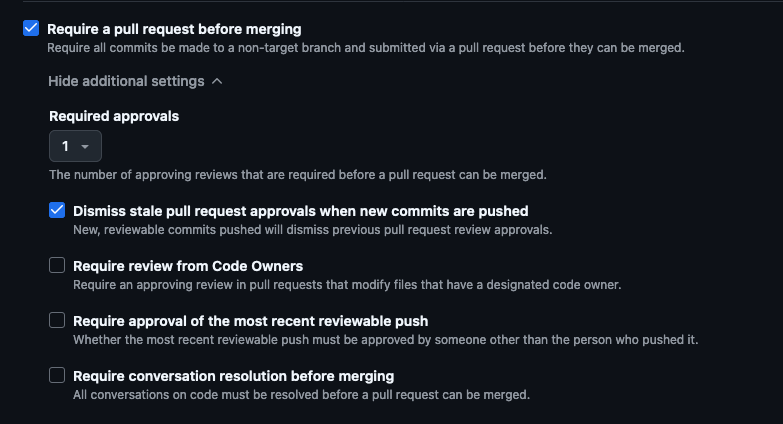 Require a pull request before merging
Require all commits be made to a non-target branch and submitted via a pull request before they can be merged.
Hide additional settings
Required approvals
1
The number of approving reviews that are required before a pull request can be merged.
Dismiss stale pull request approvals when new commits are pushed
New, reviewable commits pushed will dismiss previous pull request review approvals.
Require review from Code Owners
Require an approving review in pull requests that modify files that have a designated code owner.
Require approval of the most recent reviewable push
Whether the most recent reviewable push must be approved by someone other than the person who pushed it.
Require conversation resolution before merging
All conversations on code must be resolved before a pull request can be merged.